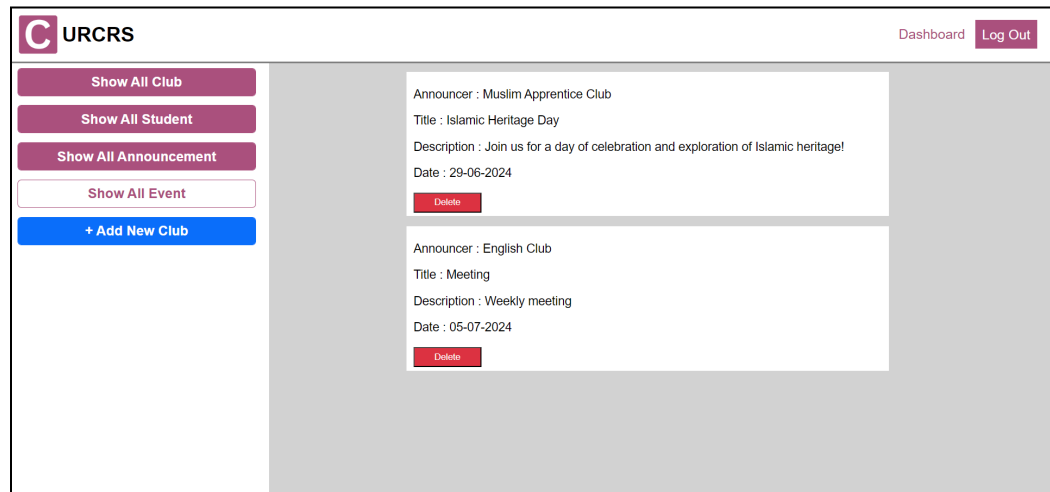 C URCRS
Dashboard
Log Out
Show All Club
Show All Student
Show All Announcement
Show All Event
+ Add New Club
Announcer : Muslim Apprentice Club
Title : Islamic Heritage Day
Description : Join us for a day of celebration and exploration of Islamic heritage!
Date : 29-06-2024
Delete
Announcer : English Club
Title : Meeting
Description : Weekly meeting
Date : 05-07-2024
Delete